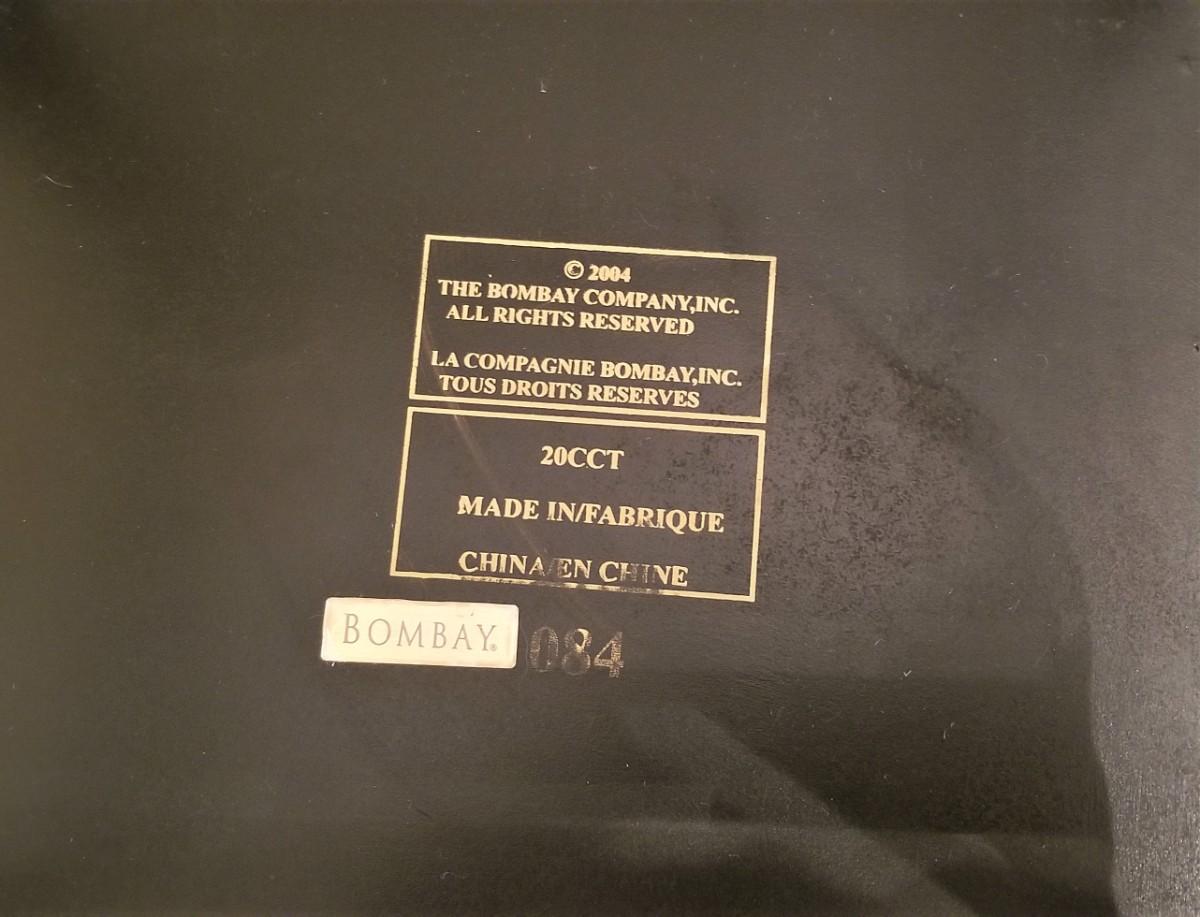 © 2004
THE BOMBAY COMPANY,INC.
ALL RIGHTS RESERVED
LA COMPAGNIE BOMBAY,INC.
TOUS DROITS RESERVES
20CCT
MADE IN/FABRIQUE
CHINA/EN CHINE
BOMBAY® 084